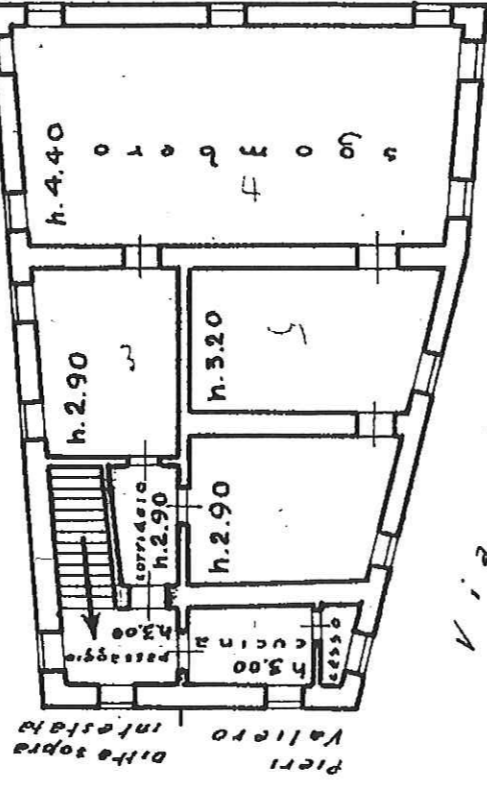 h. 4.40
sgombero
4
h. 2.90
3
h. 3.20
5
corridoio
h. 2.90
h. 2.90
passaggio
h. 3.00
cucina
h 3.00
cesso
Ditta sopra
intestata
Pieri
Valiero
Via